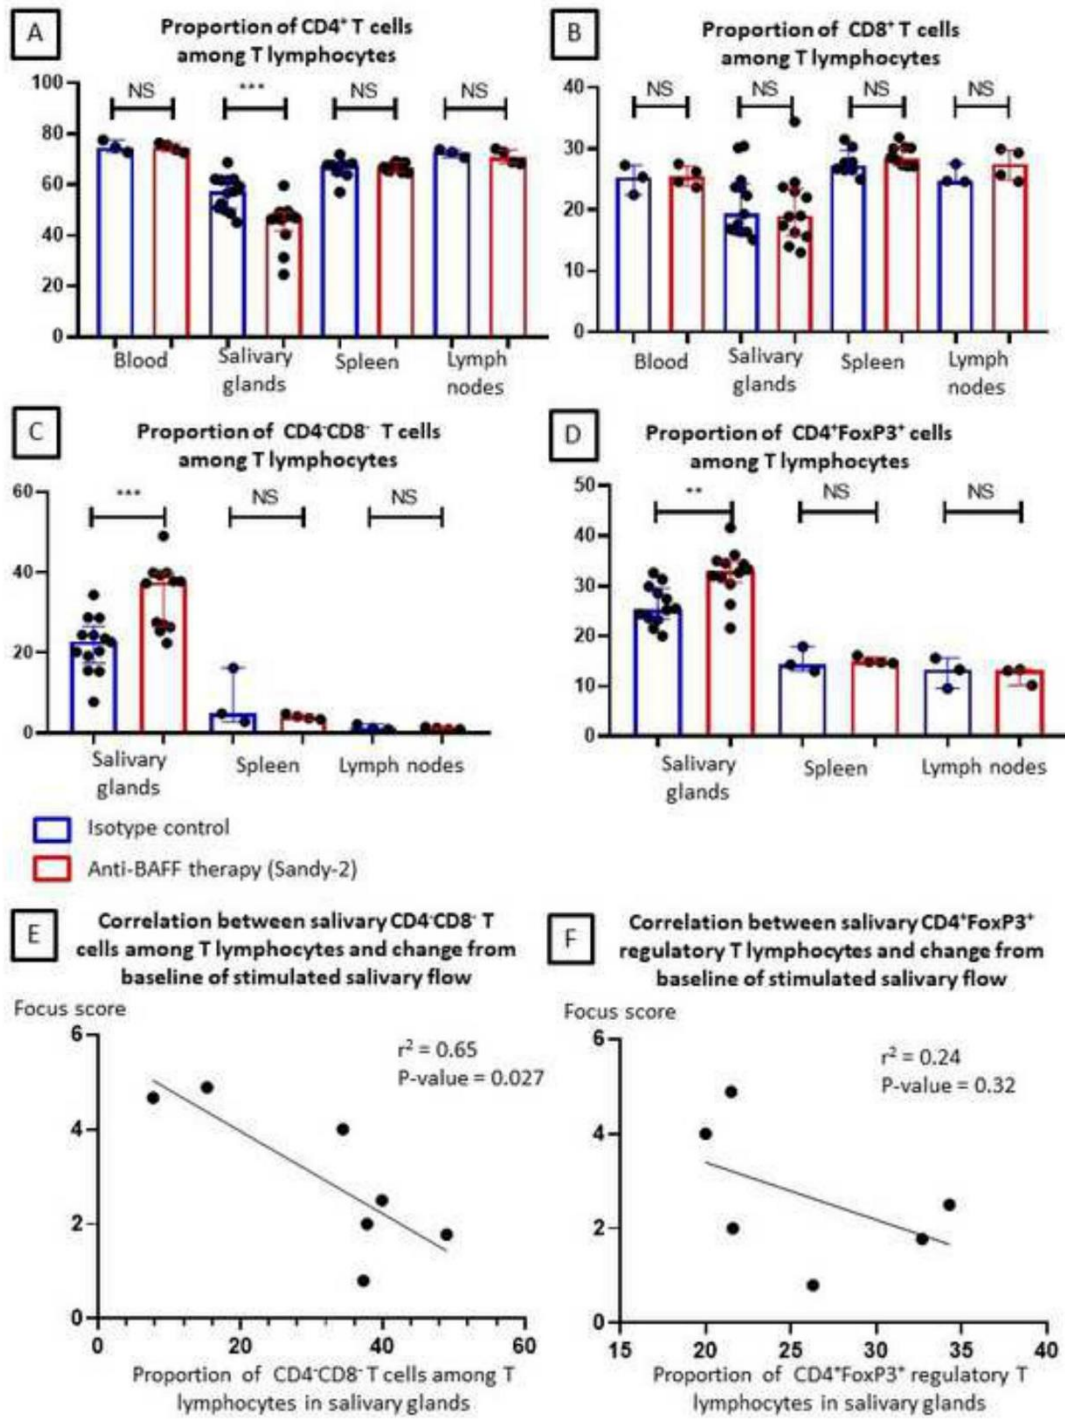 A
Proportion of CD4⁺ T cells
among T lymphocytes
100
80
60
40
20
0
NS
***
NS
NS
Blood
Salivary
glands
Spleen
Lymph
nodes
B
Proportion of CD8⁺ T cells
among T lymphocytes
40
30
20
10
0
NS
NS
NS
NS
Blood
Salivary
glands
Spleen
Lymph
nodes
C
Proportion of CD4⁻CD8⁻ T cells
among T lymphocytes
60
40
20
0
***
NS
NS
Salivary
glands
Spleen
Lymph nodes
D
Proportion of CD4⁺FoxP3⁺ cells
among T lymphocytes
50
40
30
20
10
0
**
NS
NS
Salivary
glands
Spleen
Lymph nodes
Isotype control
Anti-BAFF therapy (Sandy-2)
E
Correlation between salivary CD4⁻CD8⁻ T
cells among T lymphocytes and change from
baseline of stimulated salivary flow
Focus score
6
4
2
0
r² = 0.65
P-value = 0.027
0 20 40 60
Proportion of CD4⁻CD8⁻ T cells among T
lymphocytes in salivary glands
F
Correlation between salivary CD4⁺FoxP3⁺
regulatory T lymphocytes and change from
baseline of stimulated salivary flow
Focus score
6
4
2
0
r² = 0.24
P-value = 0.32
15 20 25 30 35 40
Proportion of CD4⁺FoxP3⁺ regulatory T
lymphocytes in salivary glands